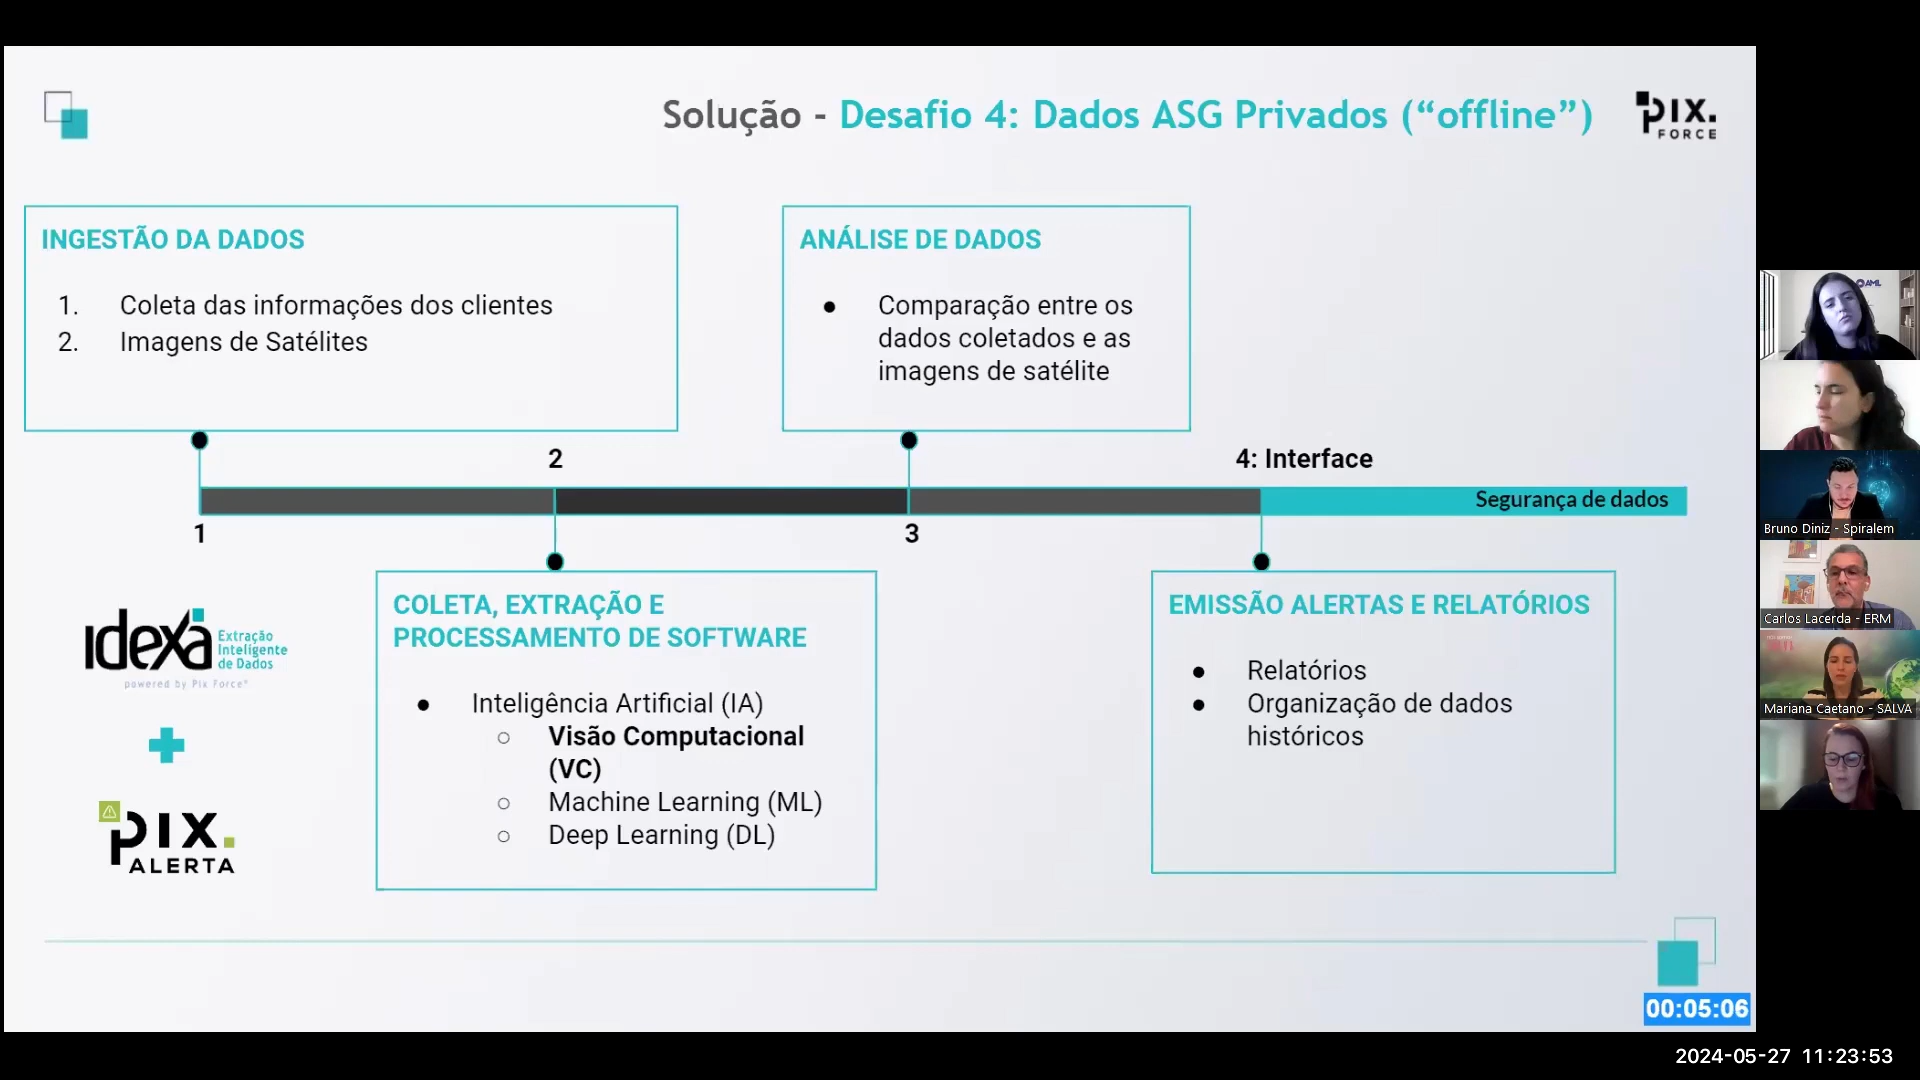 Solução - Desafio 4: Dados ASG Privados (“offline”)
PIX.
FORCE
INGESTÃO DA DADOS
1. Coleta das informações dos clientes
2. Imagens de Satélites
ANÁLISE DE DADOS
● Comparação entre os
dados coletados e as
imagens de satélite
2
4: Interface
Segurança de dados
1
3
idexa
Extração
Inteligente
de Dados
powered by Pix Force®
PIX.
ALERTA
COLETA, EXTRAÇÃO E
PROCESSAMENTO DE SOFTWARE
● Inteligência Artificial (IA)
○ Visão Computacional
(VC)
○ Machine Learning (ML)
○ Deep Learning (DL)
EMISSÃO ALERTAS E RELATÓRIOS
● Relatórios
● Organização de dados
históricos
00:05:06
AML
Bruno Diniz - Spiralem
Carlos Lacerda - ERM
Mariana Caetano - SALVA
2024-05-27 11:23:53